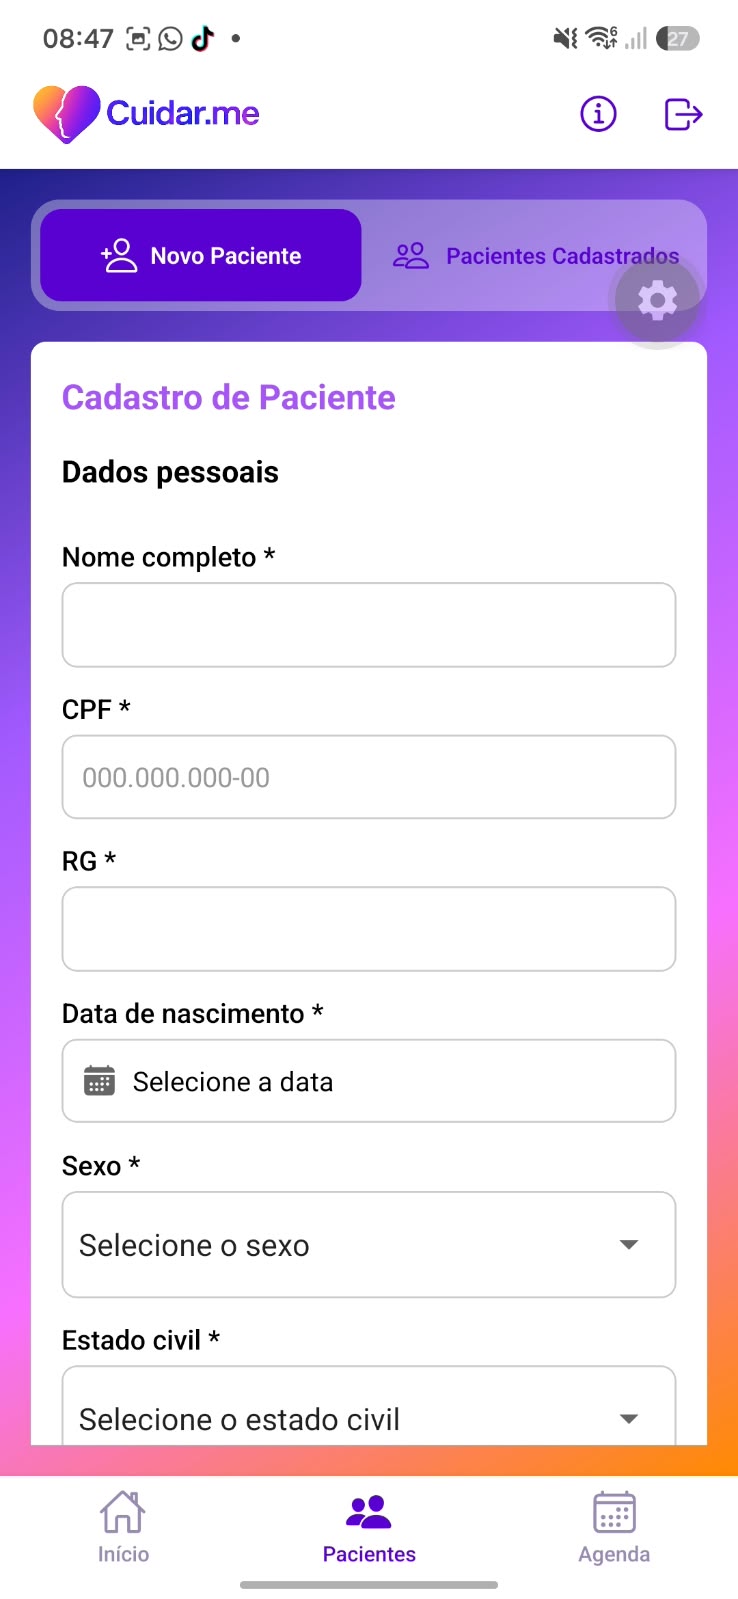 08:47
27
Cuidar.me
Novo Paciente
Pacientes Cadastrados
Cadastro de Paciente
Dados pessoais
Nome completo *
CPF *
000.000.000-00
RG *
Data de nascimento *
Selecione a data
Sexo *
Selecione o sexo
Estado civil *
Selecione o estado civil
Início
Pacientes
Agenda